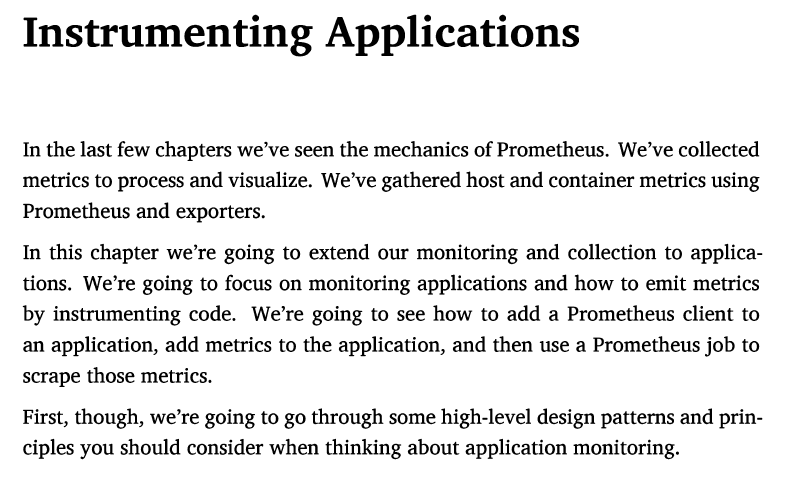 Instrumenting Applications
In the last few chapters we've seen the mechanics of Prometheus. We've collected
metrics to process and visualize. We've gathered host and container metrics using
Prometheus and exporters.
In this chapter we're going to extend our monitoring and collection to applica-
tions. We're going to focus on monitoring applications and how to emit metrics
by instrumenting code. We're going to see how to add a Prometheus client to
an application, add metrics to the application, and then use a Prometheus job to
scrape those metrics.
First, though, we're going to go through some high-level design patterns and prin-
ciples you should consider when thinking about application monitoring.